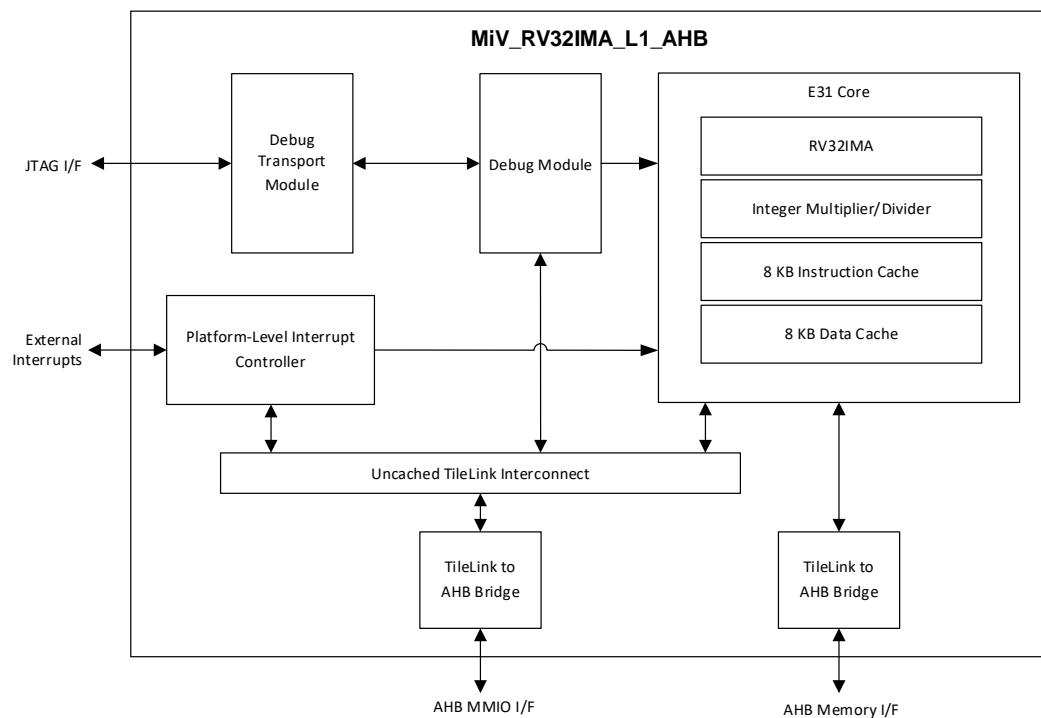 MiV_RV32IMA_L1_AHB
E31 Core
Debug
Transport
Module
Debug Module
RV32IMA
JTAG I/F
Integer Multiplier/Divider
8 KB Instruction Cache
8 KB Data Cache
External
Interrupts
Platform-Level Interrupt
Controller
Uncached TileLink Interconnect
TileLink to
AHB Bridge
TileLink to
AHB Bridge
AHB MMIO I/F
AHB Memory I/F